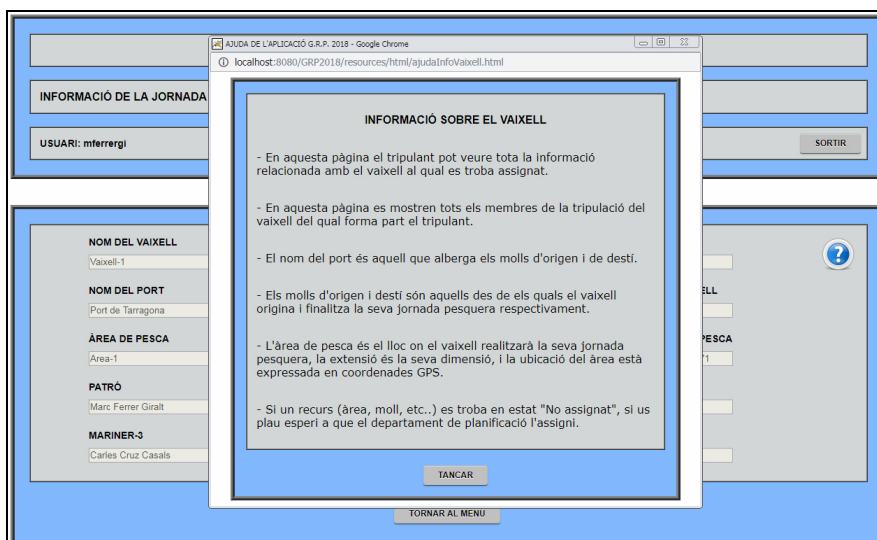 AJUDA DE L'APLICACIÓ G.R.P. 2018 - Google Chrome
localhost:8080/GRP2018/resources/html/ajudaInfoVaixell.html
INFORMACIÓ DE LA JORNADA
USUARI: mferrergi
SORTIR
INFORMACIÓ SOBRE EL VAIXELL
- En aquesta pàgina el tripulant pot veure tota la informació
relacionada amb el vaixell al qual es troba assignat.
- En aquesta pàgina es mostren tots els membres de la tripulació del
vaixell del qual forma part el tripulant.
- El nom del port és aquell que alberga els molls d'origen i de destí.
- Els molls d'origen i destí són aquells des de els quals el vaixell
origina i finalitza la seva jornada pesquera respectivament.
- L'àrea de pesca és el lloc on el vaixell realitzarà la seva jornada
pesquera, la extensió és la seva dimensió, i la ubicació del àrea està
expressada en coordenades GPS.
- Si un recurs (àrea, moll, etc..) es troba en estat "No assignat", si us
plau esperi a que el departament de planificació l'assigni.
TANCAR
NOM DEL VAIXELL
Vaixell-1
NOM DEL PORT
ELL
Port de Tarragona
ÀREA DE PESCA
PESCA
Area-1
71
PATRÓ
Marc Ferrer Giralt
MARINER-3
Carles Cruz Casals
?
TORNAR AL MENU